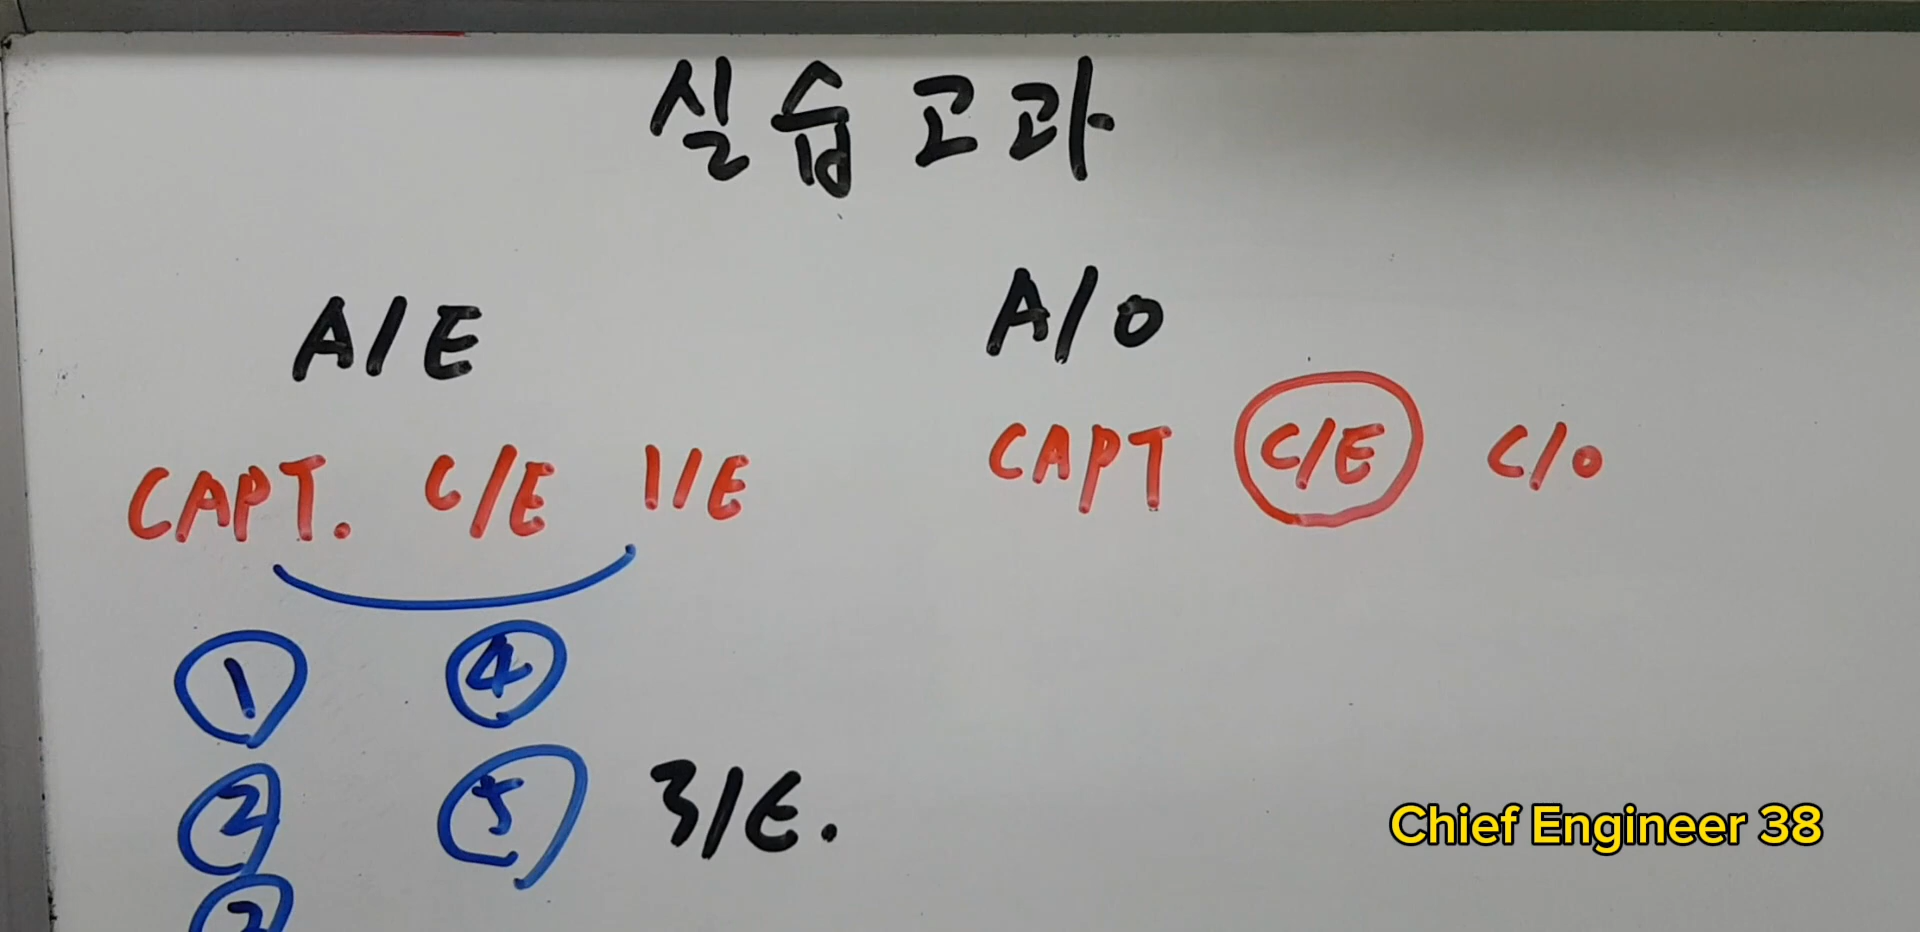 실습고과
A/E
A/O
CAPT. C/E 1/E
CAPT C/E C/O
① ④
② ⑤ 3/E.
Chief Engineer 38